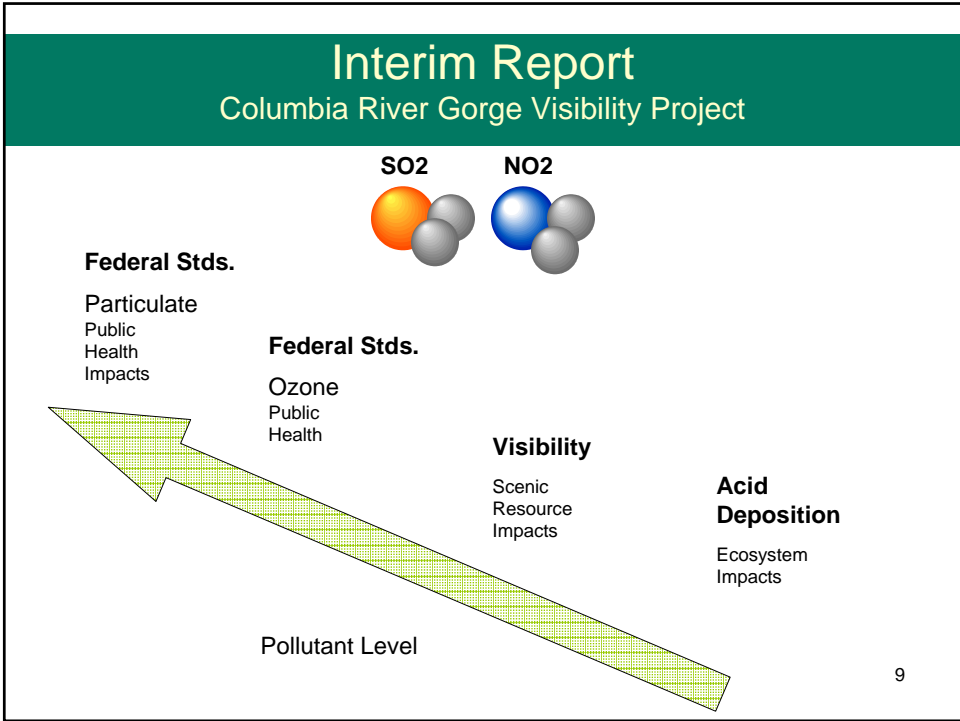 Interim Report
Columbia River Gorge Visibility Project
SO2 NO2
Federal Stds.
Particulate
Public
Health
Impacts
Federal Stds.
Ozone
Public
Health
Visibility
Scenic
Resource
Impacts
Acid
Deposition
Ecosystem
Impacts
Pollutant Level
9